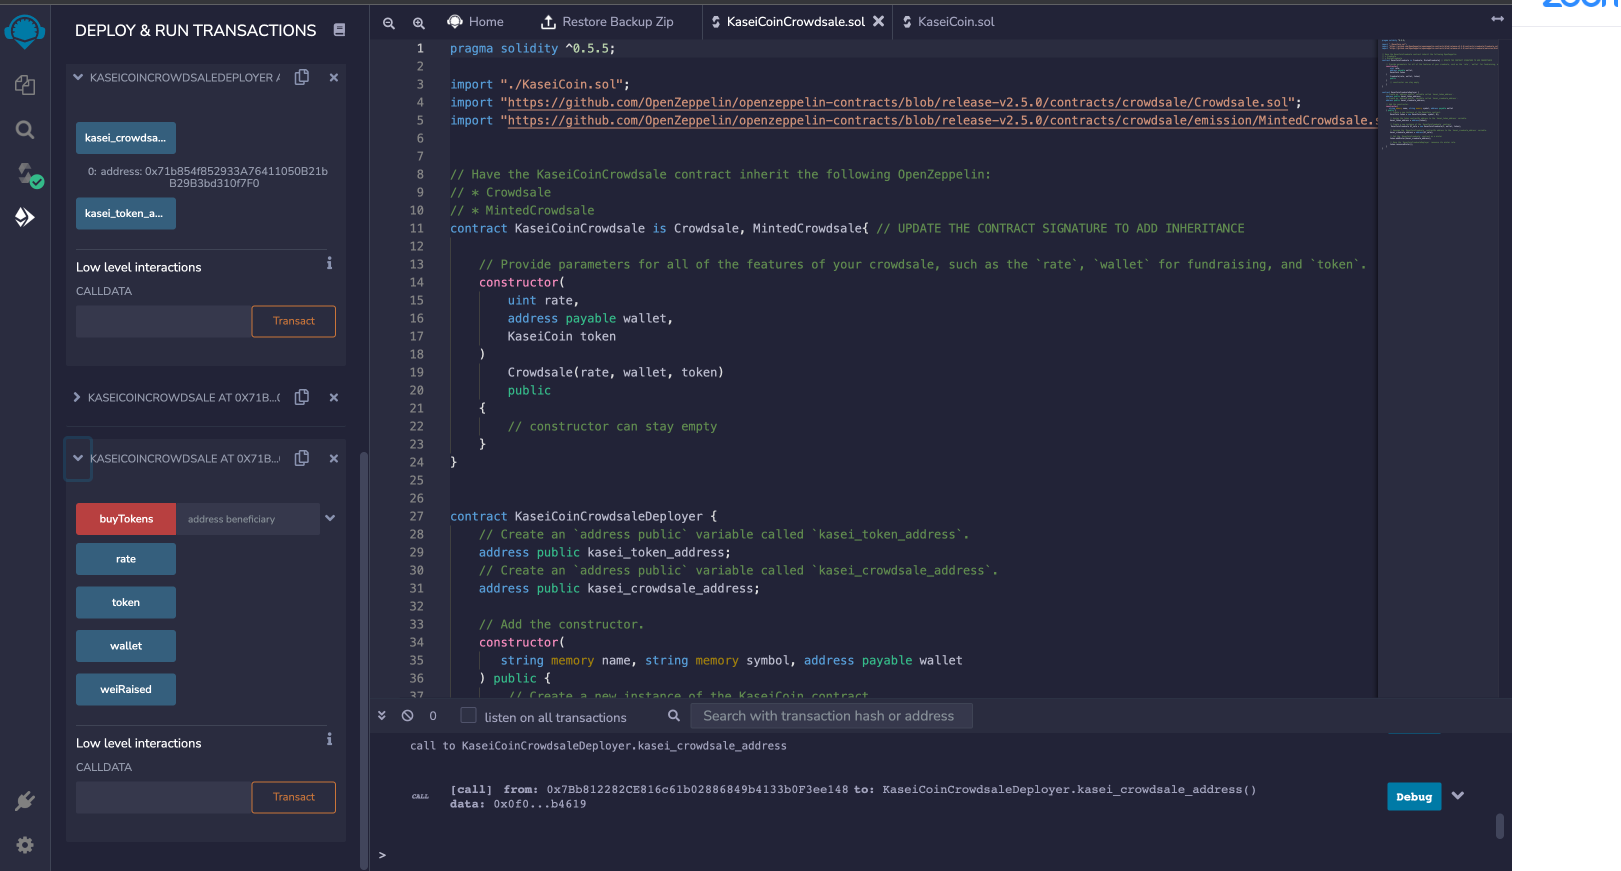 DEPLOY & RUN TRANSACTIONS
KASEICOINCROWDSALEDEPLOYER A
kasei_crowdsa...
0: address: 0x71b854f852933A76411050B21b
B29B3bd310f7F0
kasei_token_a...
Low level interactions
CALLDATA
Transact
KASEICOINCROWDSALE AT 0X71B...
KASEICOINCROWDSALE AT 0X71B...
buyTokens
address beneficiary
rate
token
wallet
weiRaised
Low level interactions
CALLDATA
Transact
Home
Restore Backup Zip
KaseiCoinCrowdsale.sol
KaseiCoin.sol
1 pragma solidity ^0.5.5;
2
3 import "./KaseiCoin.sol";
4 import "https://github.com/OpenZeppelin/openzeppelin-contracts/blob/release-v2.5.0/contracts/crowdsale/Crowdsale.sol";
5 import "https://github.com/OpenZeppelin/openzeppelin-contracts/blob/release-v2.5.0/contracts/crowdsale/emission/MintedCrowdsale.s
6
7
8 // Have the KaseiCoinCrowdsale contract inherit the following OpenZeppelin:
9 // * Crowdsale
10 // * MintedCrowdsale
11 contract KaseiCoinCrowdsale is Crowdsale, MintedCrowdsale{ // UPDATE THE CONTRACT SIGNATURE TO ADD INHERITANCE
12
13 // Provide parameters for all of the features of your crowdsale, such as the `rate`, `wallet` for fundraising, and `token`.
14 constructor(
15 uint rate,
16 address payable wallet,
17 KaseiCoin token
18 )
19 Crowdsale(rate, wallet, token)
20 public
21 {
22 // constructor can stay empty
23 }
24 }
25
26
27 contract KaseiCoinCrowdsaleDeployer {
28 // Create an `address public` variable called `kasei_token_address`.
29 address public kasei_token_address;
30 // Create an `address public` variable called `kasei_crowdsale_address`.
31 address public kasei_crowdsale_address;
32
33 // Add the constructor.
34 constructor(
35 string memory name, string memory symbol, address payable wallet
36 ) public {
37 // Create a new instance of the KaseiCoin contract
0
listen on all transactions
Search with transaction hash or address
call to KaseiCoinCrowdsaleDeployer.kasei_crowdsale_address
CALL
[call] from: 0x7Bb812282CE816c61b02886849b4133b0F3ee148 to: KaseiCoinCrowdsaleDeployer.kasei_crowdsale_address()
data: 0x0f0...b4619
Debug
>
zoom